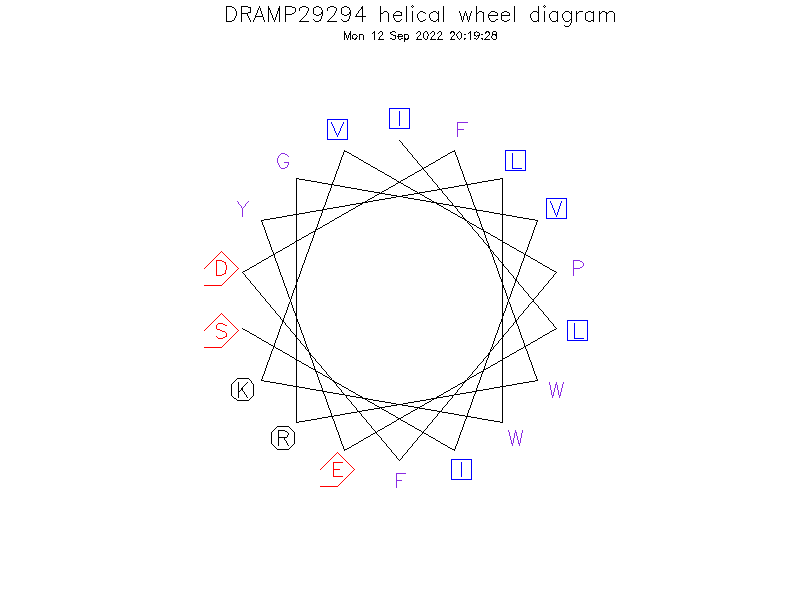 DRAMP29294 helical wheel diagram
Mon 12 Sep 2022 20:19:28
I
V
F
G
L
Y
V
D
P
S
L
K
W
R
W
E
I
F